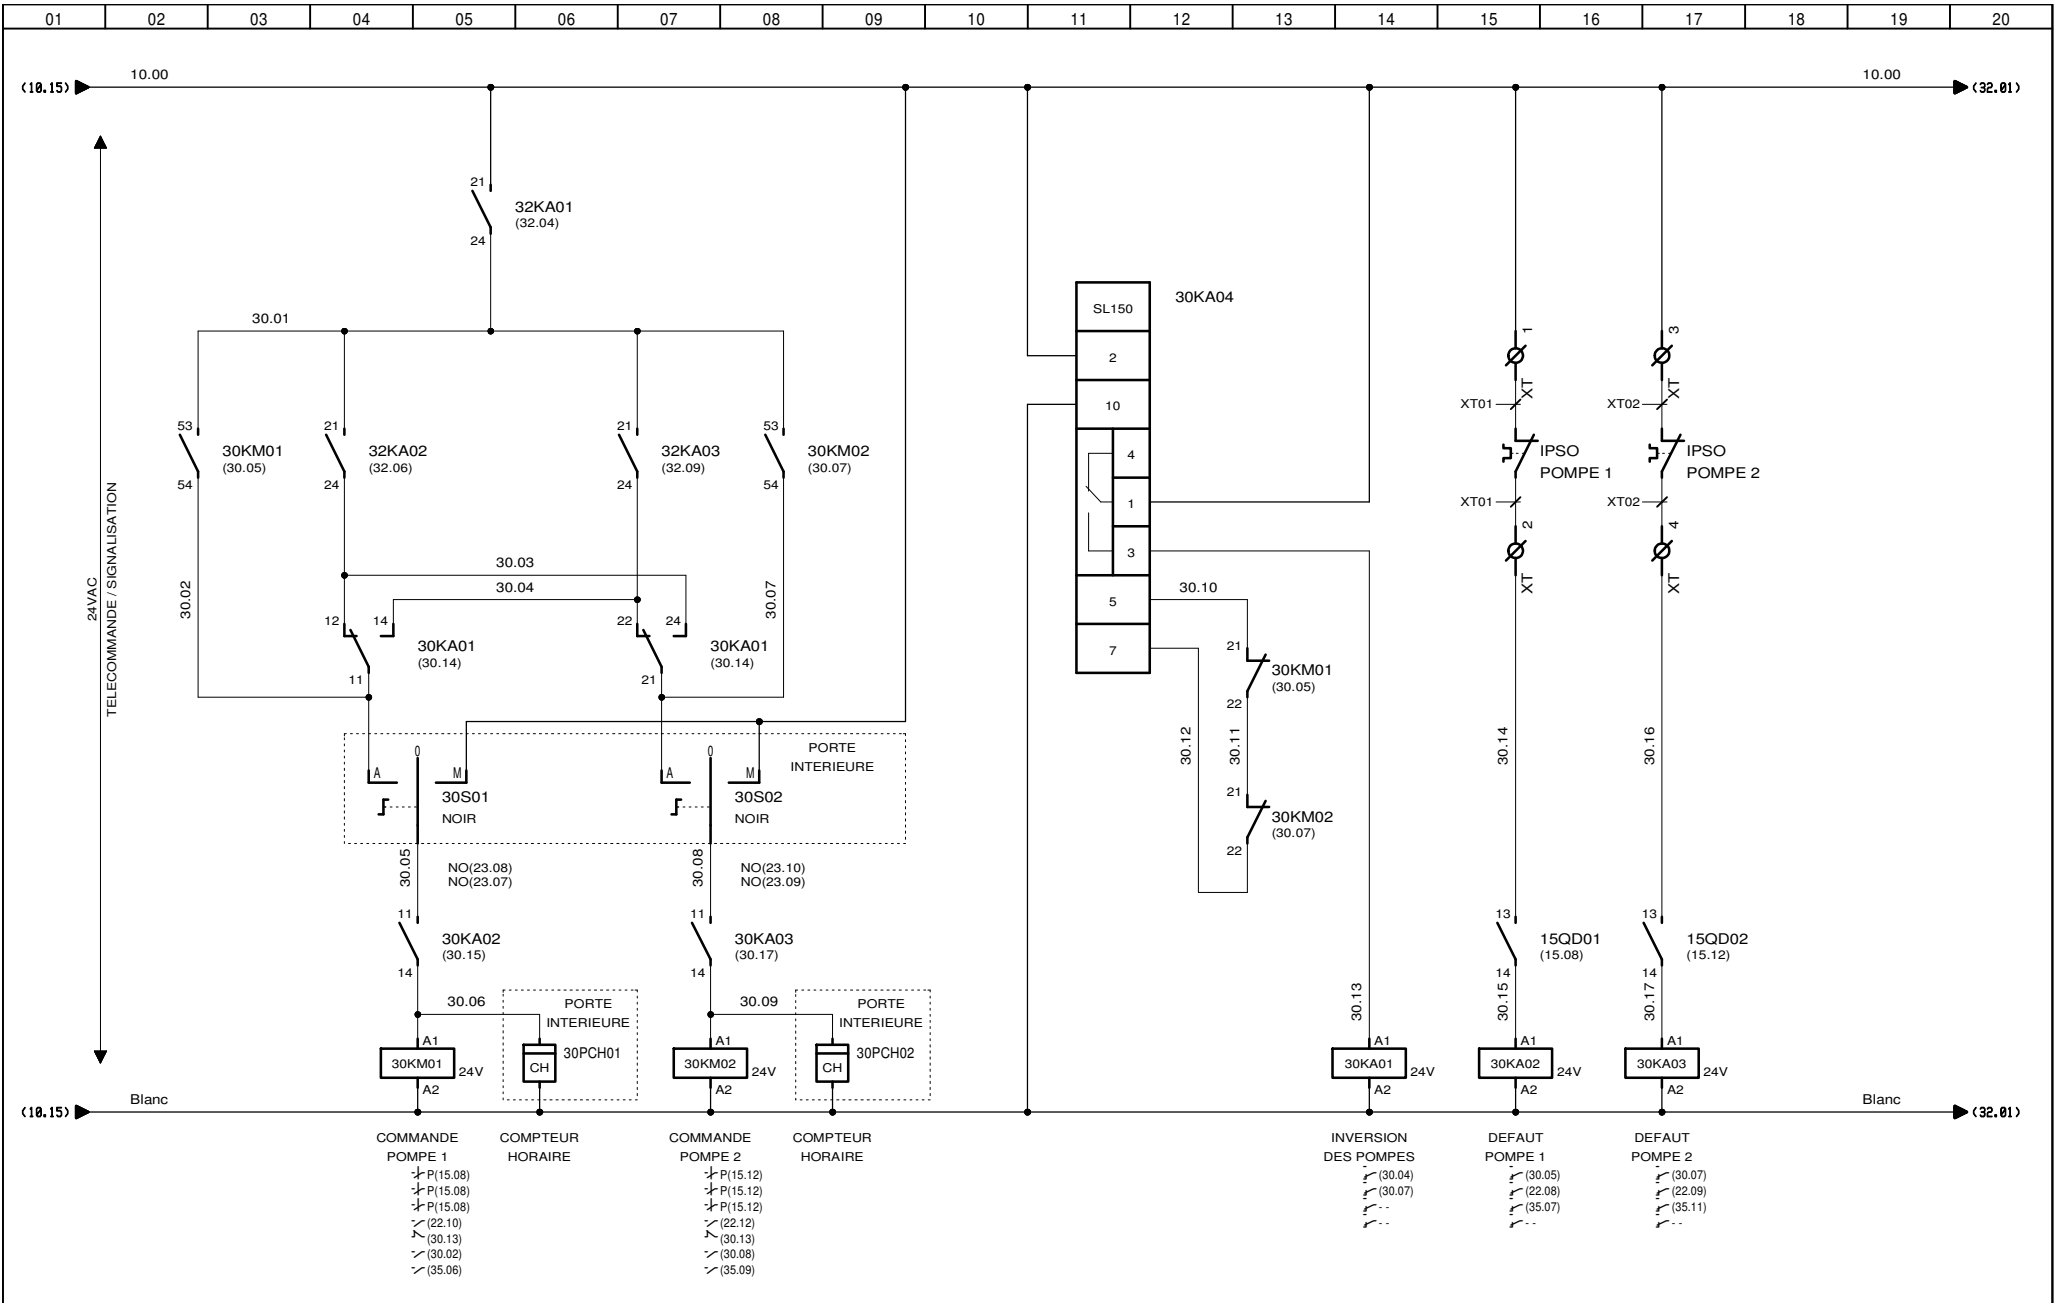 01 02 03 04 05 06 07 08 09 10 11 12 13 14 15 16 17 18 19 20
10.00 10.00
(10.15) (32.01)
21
32KA01
(32.04)
24
30KA04
SL150
30.01
2
1 3
XT XT
10
XT01 XT02
53 21 21 53
30KM01 32KA02 32KA03 30KM02
(30.05) (32.06) (32.09) (30.07)
54 24 24 54
4
IPSO IPSO
POMPE 1 POMPE 2
1
XT01 XT02
2 4
3
XT XT
24VAC
TELECOMMANDE / SIGNALISATION
30.03
30.04
30.02 30.07
5 30.10
12 14 22 24
30KA01 30KA01
(30.14) (30.14)
11 21
7
21
30KM01
(30.05)
22
30.12 30.11 30.14 30.16
PORTE
INTERIEURE
0 0
A M A M
30S01 30S02
NOIR NOIR
21
30KM02
(30.07)
22
30.05 30.08
NO(23.08) NO(23.10)
NO(23.07) NO(23.09)
11 11 13 13
30KA02 30KA03 15QD01 15QD02
(30.15) (30.17) (15.08) (15.12)
14 14 14 14
30.06 30.09
PORTE PORTE
INTERIEURE INTERIEURE
30.13 30.15 30.17
A1 A1 A1 A1 A1
30KM01 24V 30PCH01 30KM02 24V 30PCH02 30KA01 24V 30KA02 24V 30KA03 24V
CH CH
A2 A2 A2 A2 A2
Blanc Blanc
(10.15) (32.01)
COMMANDE COMPTEUR COMMANDE COMPTEUR INVERSION DEFAUT DEFAUT
POMPE 1 HORAIRE POMPE 2 HORAIRE DES POMPES POMPE 1 POMPE 2
P(15.08) P(15.12) (30.04) (30.05) (30.07)
P(15.08) P(15.12) (30.07) (22.08) (22.09)
P(15.08) P(15.12) - - (35.07) (35.11)
(22.10) (22.12) - - - - - -
(30.13) (30.13)
(30.02) (30.08)
(35.06) (35.09)